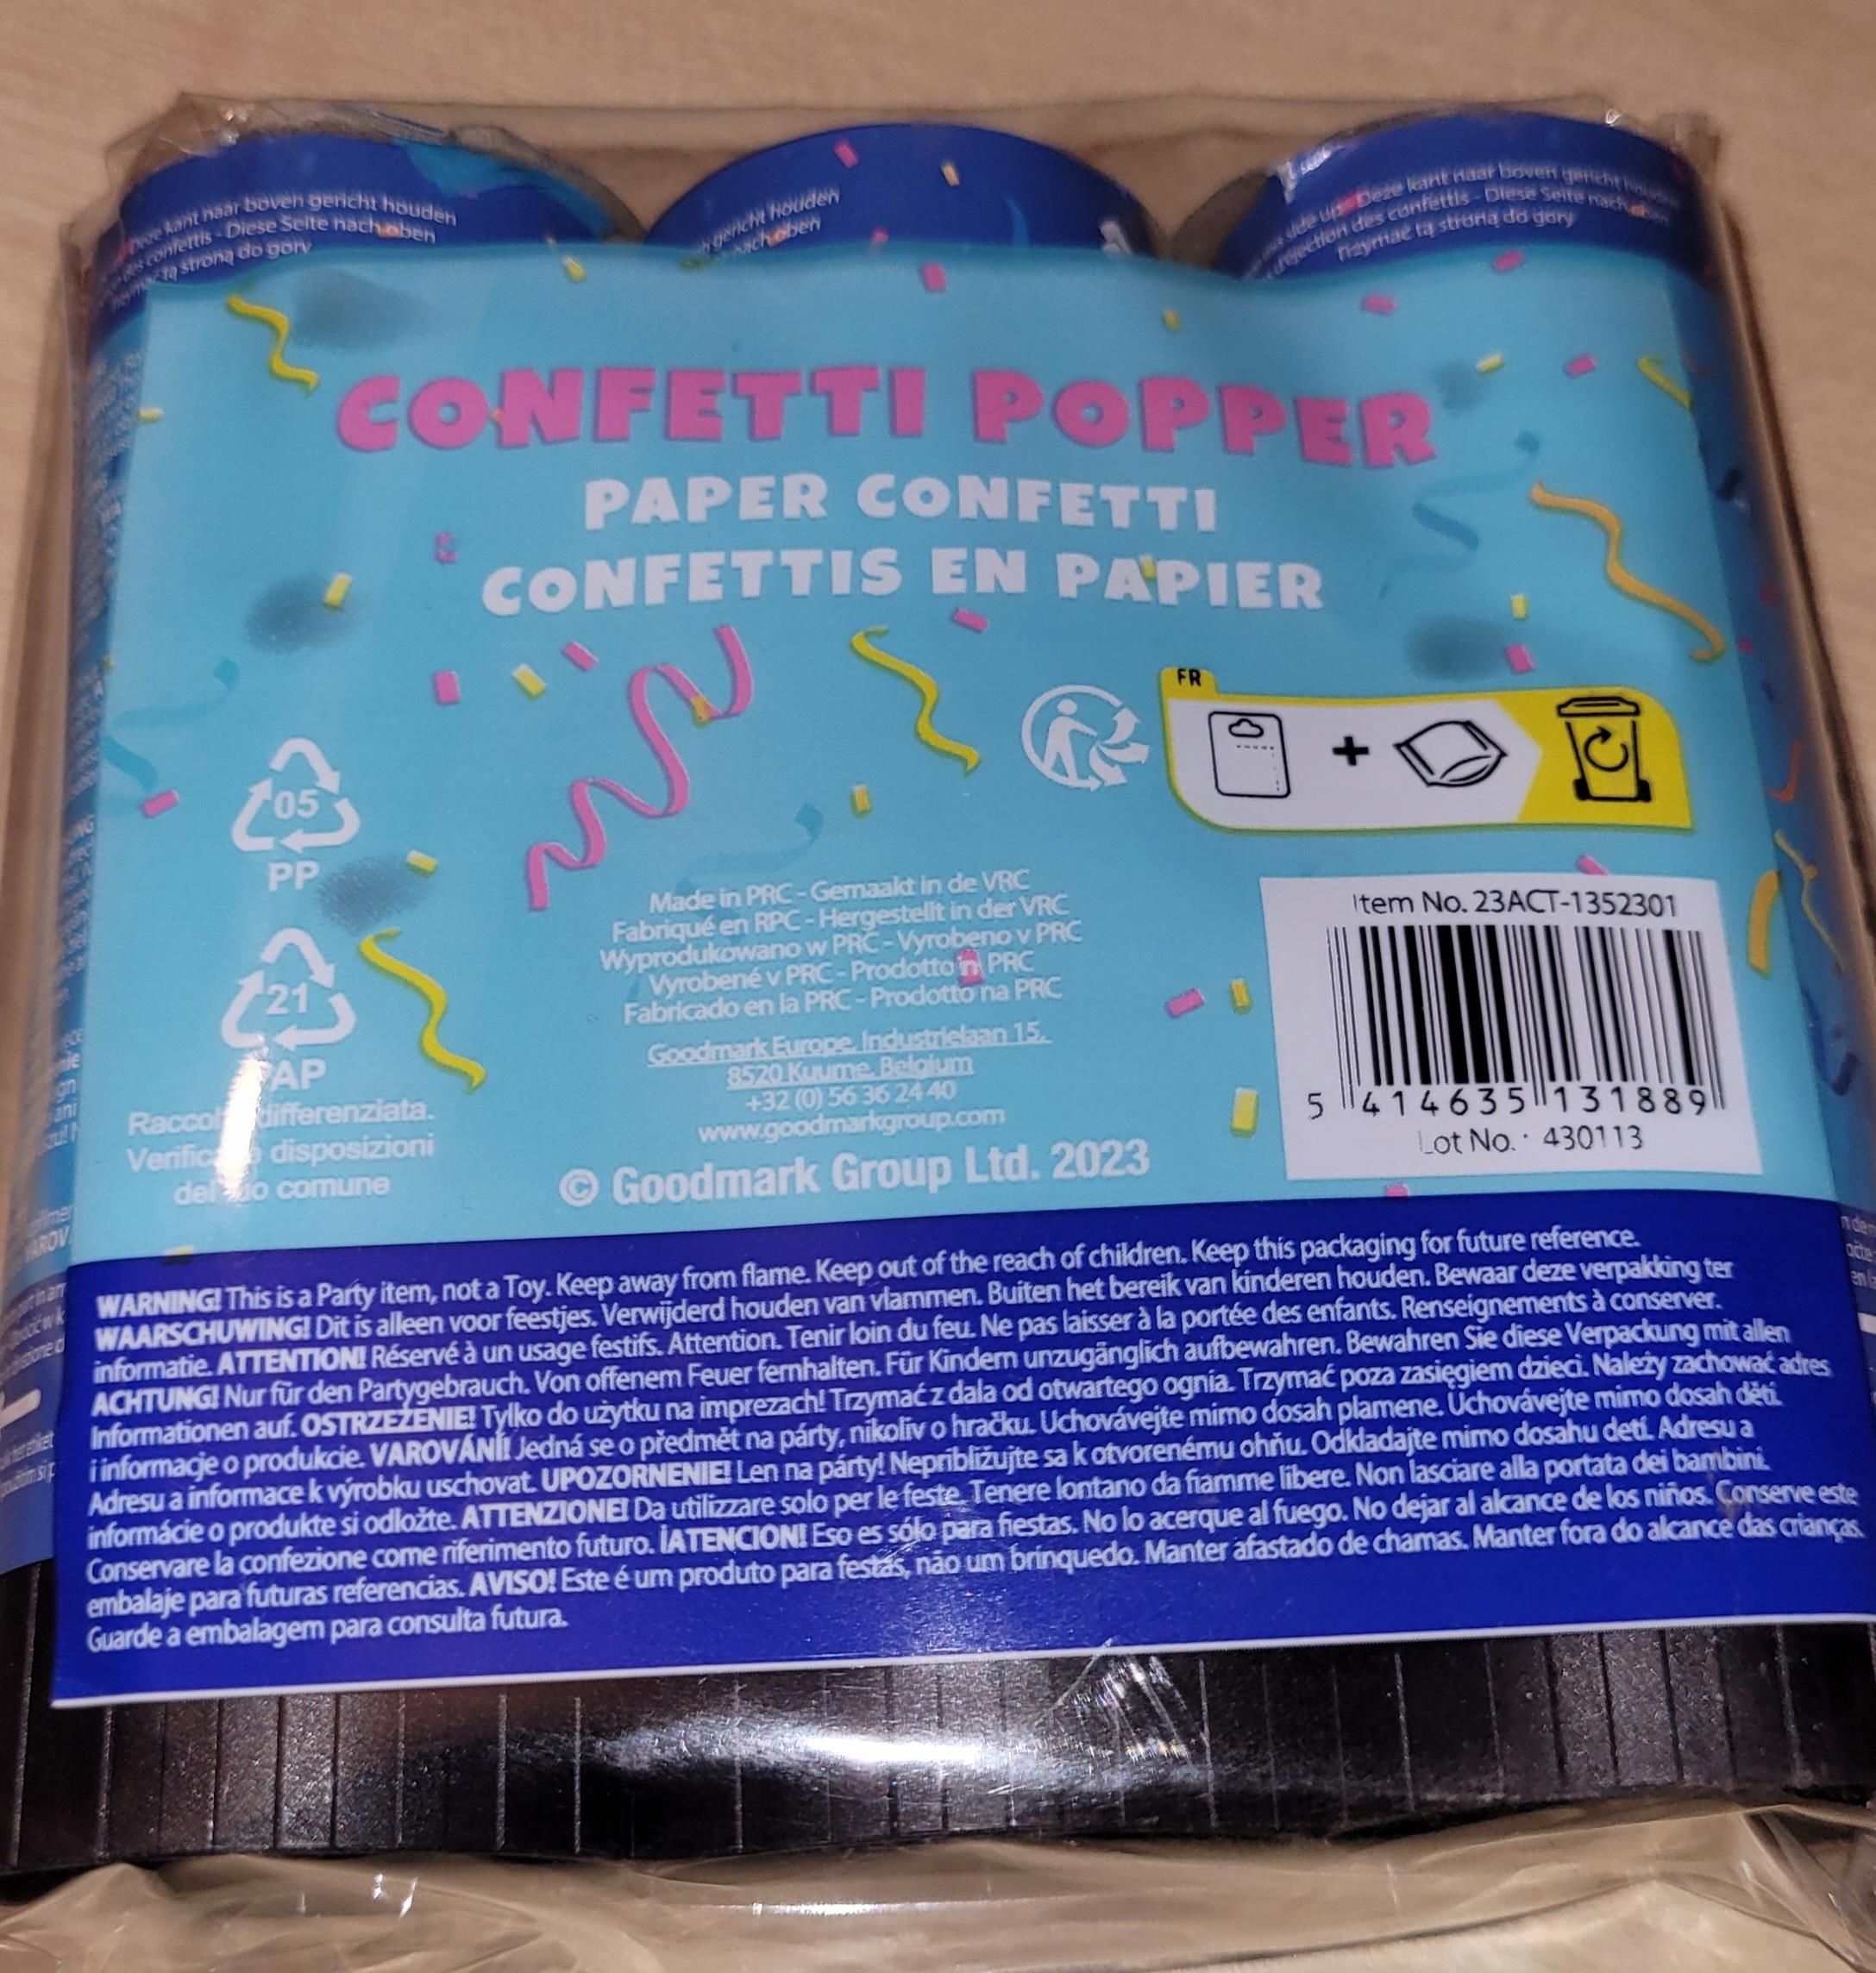 Deze kant naar boven gericht houden
confettis - Diese Seite nach oben
tą stroną do gory
gericht houden
nach oben
Side Up - Deze kant naar boven gericht
d'ejection des confettis - Diese Seite nach oben
Trzymać tą stroną do gory
CONFETTI POPPER
PAPER CONFETTI
CONFETTIS EN PAPIER
FR
05
PP
21
PAP
Raccolta differenziata.
Verifica disposizioni
del comune
Made in PRC - Gemaakt in de VRC
Fabriqué en RPC - Hergestellt in der VRC
Wyprodukowano w PRC - Vyrobeno v PRC
Vyrobené v PRC - Prodotto in PRC
Fabricado en la PRC - Prodotto na PRC
Goodmark Europe, Industrielaan 15,
8520 Kuurne, Belgium
+32 (0) 56 36 24 40
www.goodmarkgroup.com
© Goodmark Group Ltd. 2023
Item No. 23ACT-1352301
5 414635 131889
Lot No. : 430113
WARNING! This is a Party item, not a Toy. Keep away from flame. Keep out of the reach of children. Keep this packaging for future reference.
WAARSCHUWING! Dit is alleen voor feestjes. Verwijderd houden van vlammen. Buiten het bereik van kinderen houden. Bewaar deze verpakking ter
informatie. ATTENTION! Réservé à un usage festifs. Attention. Tenir loin du feu. Ne pas laisser à la portée des enfants. Renseignements à conserver.
ACHTUNG! Nur für den Partygebrauch. Von offenem Feuer fernhalten. Für Kindern unzugänglich aufbewahren. Bewahren Sie diese Verpackung mit allen
Informationen auf. OSTRZEŻENIE! Tylko do użytku na imprezach! Trzymać z dala od otwartego ognia. Trzymać poza zasięgiem dzieci. Należy zachować adres
i informacje o produkcie. VAROVÁNÍ! Jedná se o předmět na párty, nikoliv o hračku. Uchovávejte mimo dosah plamene. Uchovávejte mimo dosah dětí.
Adresu a informace k výrobku uschovat. UPOZORNENIE! Len na párty! Nepribližujte sa k otvorenému ohňu. Odkladajte mimo dosahu detí. Adresu a
informácie o produkte si odložte. ATTENZIONE! Da utilizzare solo per le feste. Tenere lontano da fiamme libere. Non lasciare alla portata dei bambini.
Conservare la confezione come riferimento futuro. ¡ATENCION! Eso es sólo para fiestas. No lo acerque al fuego. No dejar al alcance de los niños. Conserve este
embalaje para futuras referencias. AVISO! Este é um produto para festas, não um brinquedo. Manter afastado de chamas. Manter fora do alcance das crianças.
Guarde a embalagem para consulta futura.